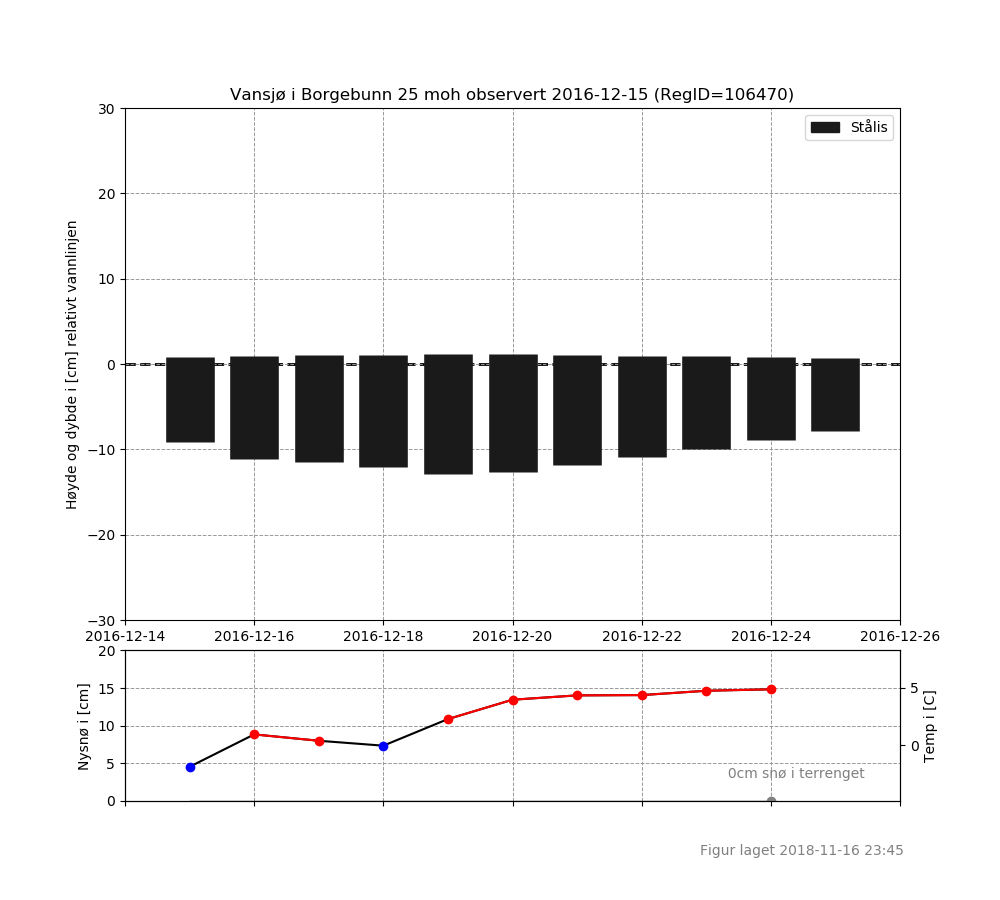 Vansjø i Borgebunn 25 moh observert 2016-12-15 (RegID=106470)
Høyde og dybde i [cm] relativt vannlinjen
30
20
10
0
−10
−20
−30
Stålis
2016-12-14 2016-12-16 2016-12-18 2016-12-20 2016-12-22 2016-12-24 2016-12-26
Nysnø i [cm]
20
15
10
5
0
5
0
Temp i [C]
0cm snø i terrenget
Figur laget 2018-11-16 23:45